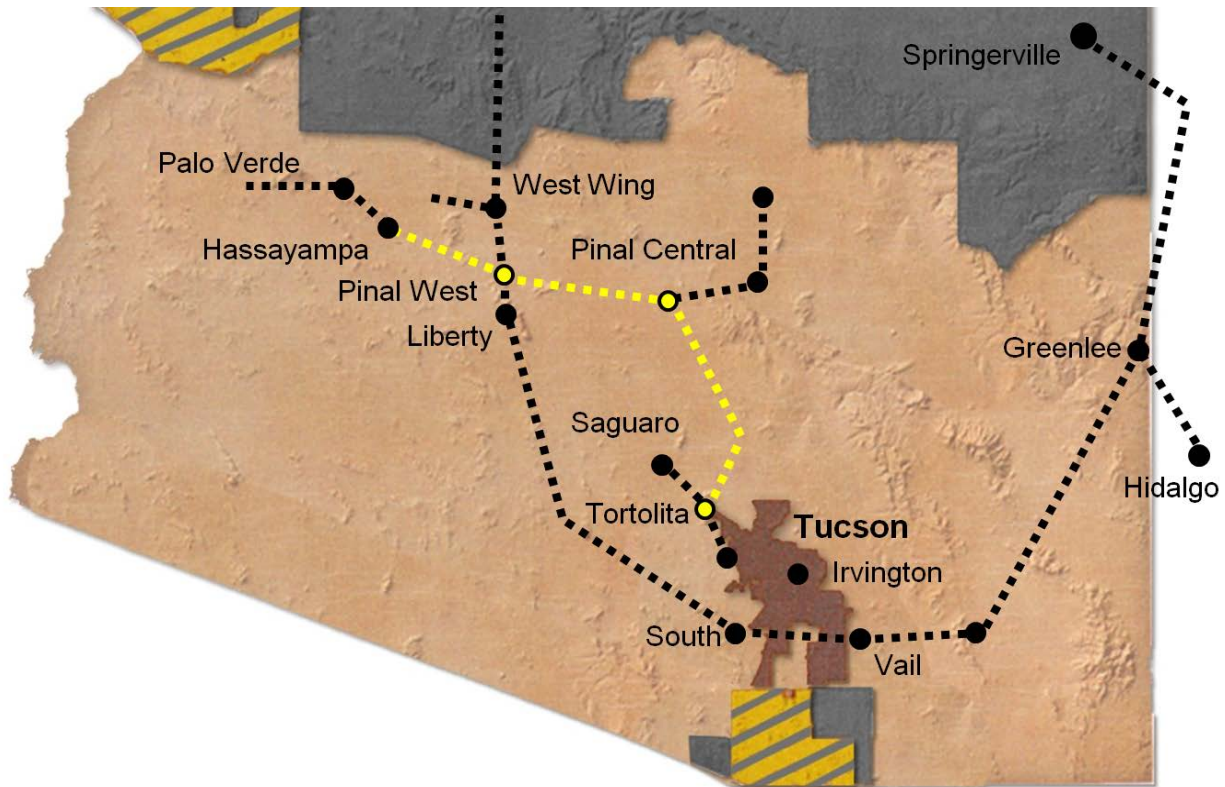 Springerville
Palo Verde
West Wing
Hassayampa
Pinal Central
Pinal West
Liberty
Greenlee
Saguaro
Hidalgo
Tortolita
Tucson
Irvington
South
Vail